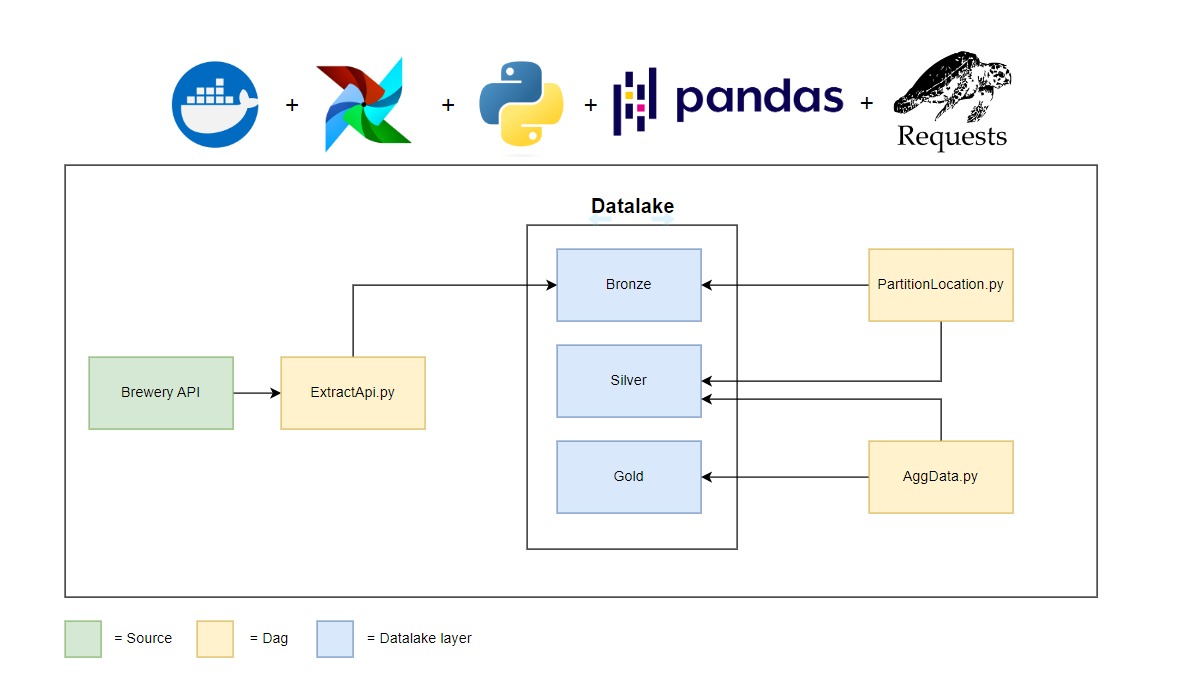 + + + pandas +
Requests
Datalake
Bronze
PartitionLocation.py
Silver
Brewery API
ExtractApi.py
Gold
AggData.py
= Source
= Dag
= Datalake layer